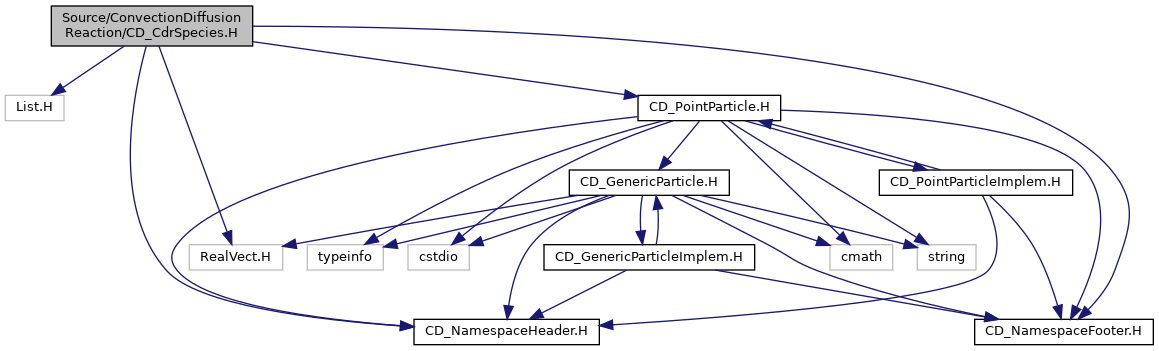 Source/ConvectionDiffusion
Reaction/CD_CdrSpecies.H
List.H
CD_PointParticle.H
CD_GenericParticle.H
CD_PointParticleImplem.H
RealVect.H
typeinfo
cstdio
CD_GenericParticleImplem.H
cmath
string
CD_NamespaceHeader.H
CD_NamespaceFooter.H